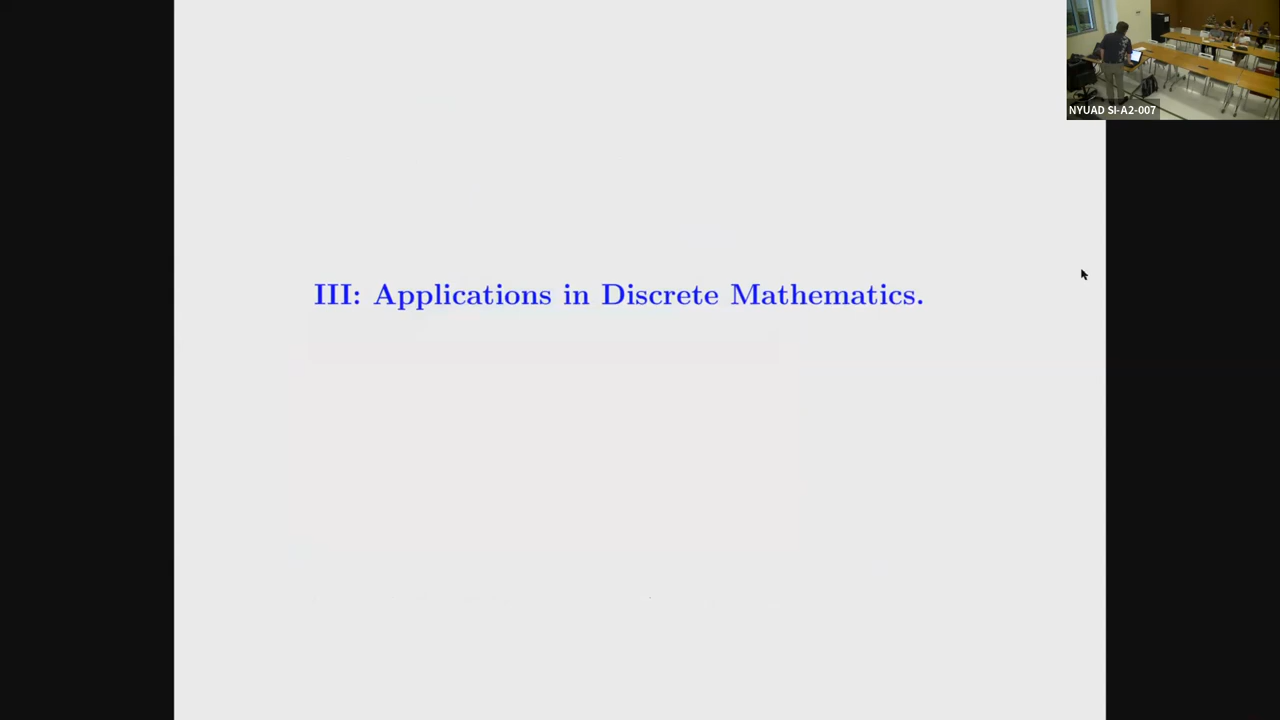 NYUAD SI-A2-007
III: Applications in Discrete Mathematics.